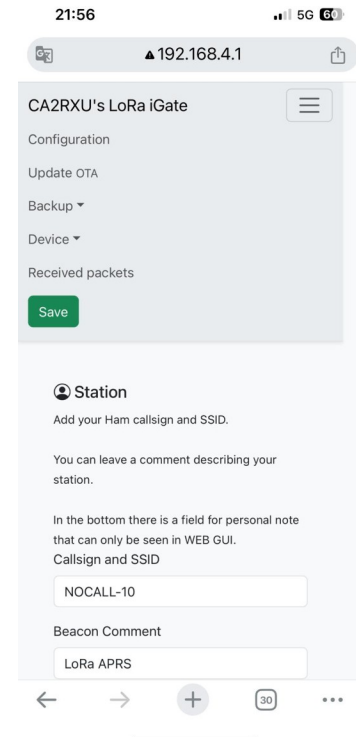 21:56
5G 60
192.168.4.1
CA2RXU's LoRa iGate
Configuration
Update OTA
Backup
Device
Received packets
Save
Station
Add your Ham callsign and SSID.
You can leave a comment describing your
station.
In the bottom there is a field for personal note
that can only be seen in WEB GUI.
Callsign and SSID
NOCALL-10
Beacon Comment
LoRa APRS
30